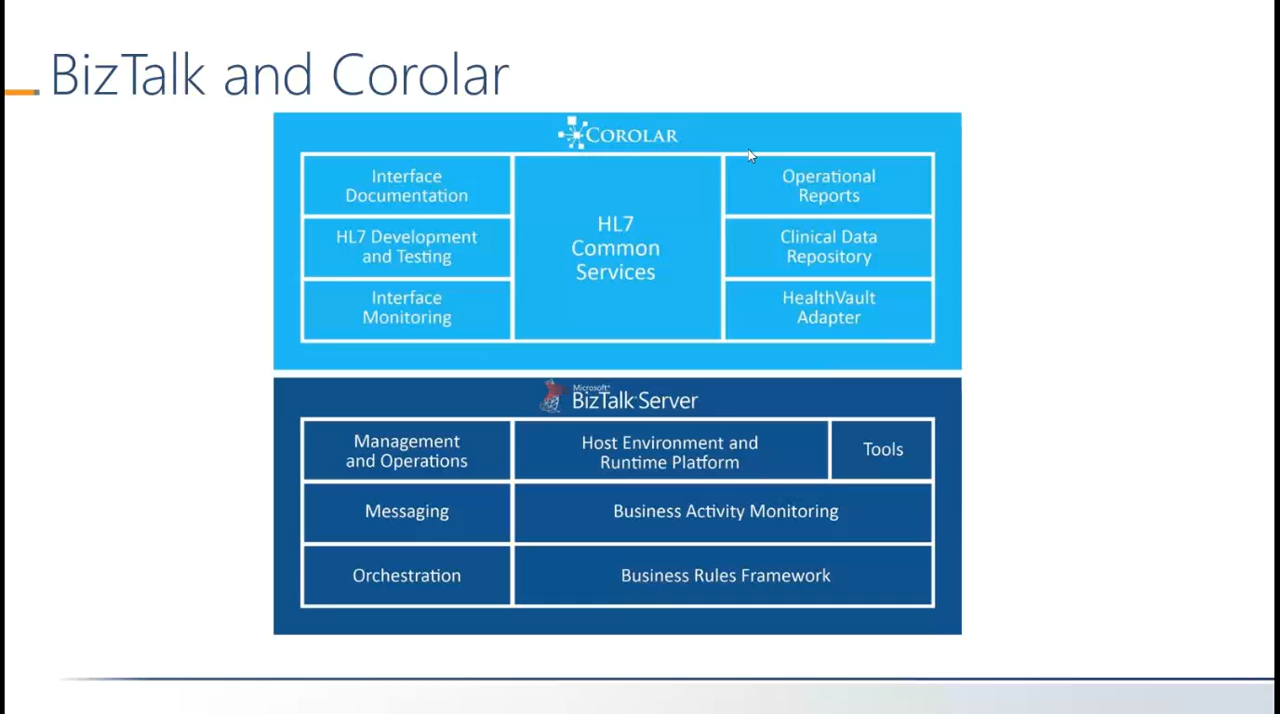 BizTalk and Corolar
COROLAR
Interface
Documentation
HL7 Development
and Testing
Interface
Monitoring
HL7
Common
Services
Operational
Reports
Clinical Data
Repository
HealthVault
Adapter
Microsoft®
BizTalk Server
Management
and Operations
Host Environment and
Runtime Platform
Tools
Messaging
Business Activity Monitoring
Orchestration
Business Rules Framework